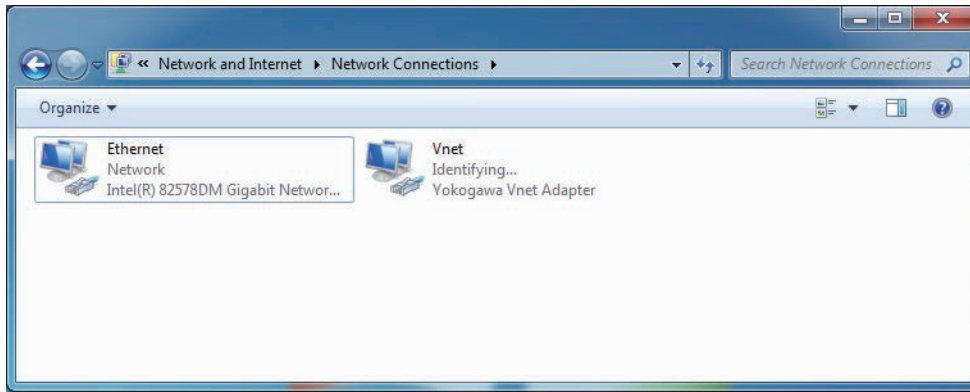 « Network and Internet ▸ Network Connections ▸
Search Network Connections
Organize
Ethernet
Network
Intel(R) 82578DM Gigabit Networ...
Vnet
Identifying...
Yokogawa Vnet Adapter